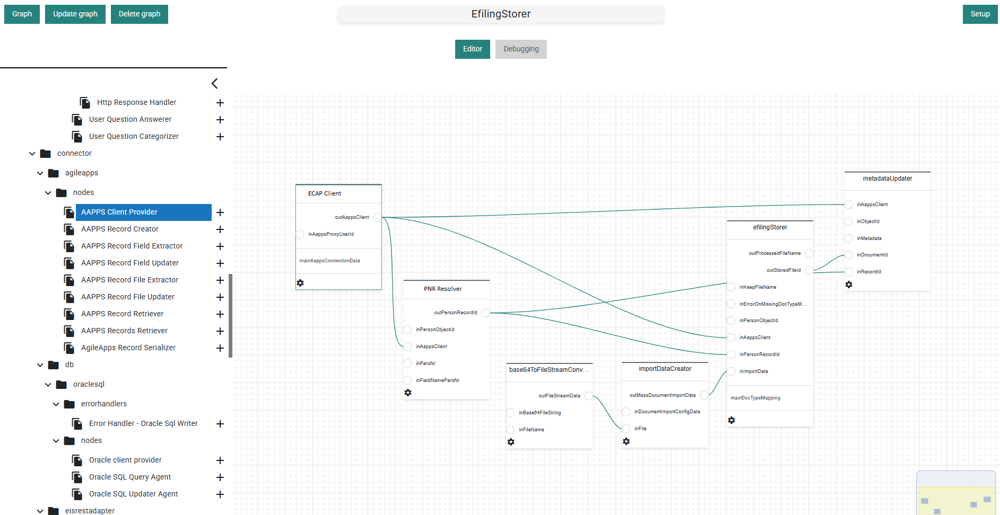 Graph
Update graph
Delete graph
EfilingStorer
Setup
Editor
Debugging
Http Response Handler
User Question Answerer
User Question Categorizer
connector
agileapps
nodes
AAPPS Client Provider
AAPPS Record Creator
AAPPS Record Field Extractor
AAPPS Record Field Updater
AAPPS Record File Extractor
AAPPS Record File Updater
AAPPS Record Retriever
AAPPS Records Retriever
AgileApps Record Serializer
db
oraclesql
errorhandlers
Error Handler - Oracle Sql Writer
nodes
Oracle client provider
Oracle SQL Query Agent
Oracle SQL Updater Agent
eisrestadapter
ECAP Client
outAappsClient
inAappsProxyUserId
mainAappsConnectionData
PNR Resolver
outPersonRecordId
inPersonObjectId
inAappsClient
inPersNr
inFieldNamePersNr
base64ToFileStreamConv...
outFileStreamData
inBase64FileString
inFileName
importDataCreator
outMassDocumentImportData
inDocumentImportConfigData
inFile
efilingStorer
outProcessedFileName
outStoredFileId
inKeepFileName
inErrorOnMissingDocTypeM...
inPersonObjectId
inAappsClient
inPersonRecordId
inImportData
mainDocTypeMapping
metadataUpdater
inAappsClient
inObjectId
inMetadata
inDocumentId
inRecordId